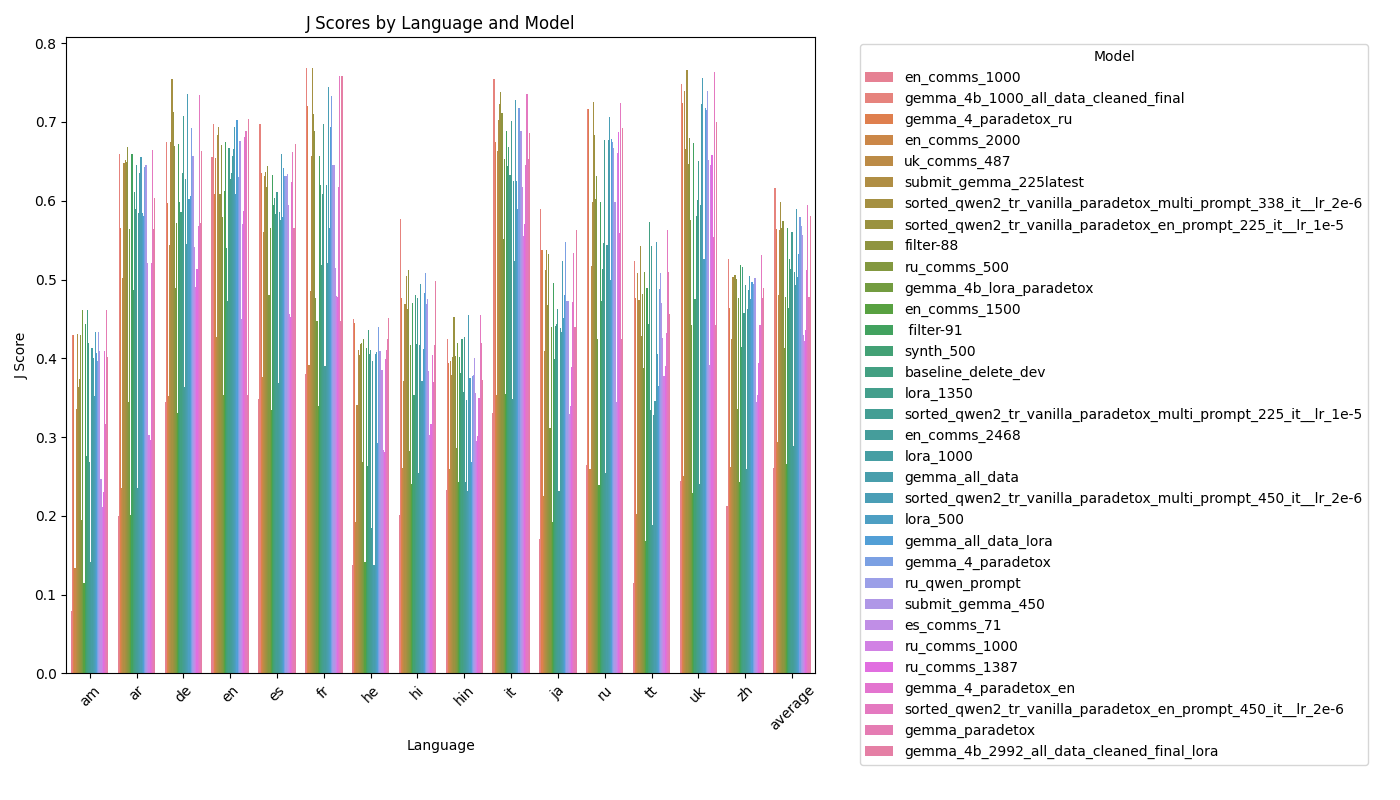 J Scores by Language and Model
J Score
0.8
0.7
0.6
0.5
0.4
0.3
0.2
0.1
0.0
am
ar
de
en
es
fr
he
hi
hin
it
ja
ru
tt
uk
zh
average
Language
Model
en_comms_1000
gemma_4b_1000_all_data_cleaned_final
gemma_4_paradetox_ru
en_comms_2000
uk_comms_487
submit_gemma_225latest
sorted_qwen2_tr_vanilla_paradetox_multi_prompt_338_it__lr_2e-6
sorted_qwen2_tr_vanilla_paradetox_en_prompt_225_it__lr_1e-5
filter-88
ru_comms_500
gemma_4b_lora_paradetox
en_comms_1500
filter-91
synth_500
baseline_delete_dev
lora_1350
sorted_qwen2_tr_vanilla_paradetox_multi_prompt_225_it__lr_1e-5
en_comms_2468
lora_1000
gemma_all_data
sorted_qwen2_tr_vanilla_paradetox_multi_prompt_450_it__lr_2e-6
lora_500
gemma_all_data_lora
gemma_4_paradetox
ru_qwen_prompt
submit_gemma_450
es_comms_71
ru_comms_1000
ru_comms_1387
gemma_4_paradetox_en
sorted_qwen2_tr_vanilla_paradetox_en_prompt_450_it__lr_2e-6
gemma_paradetox
gemma_4b_2992_all_data_cleaned_final_lora